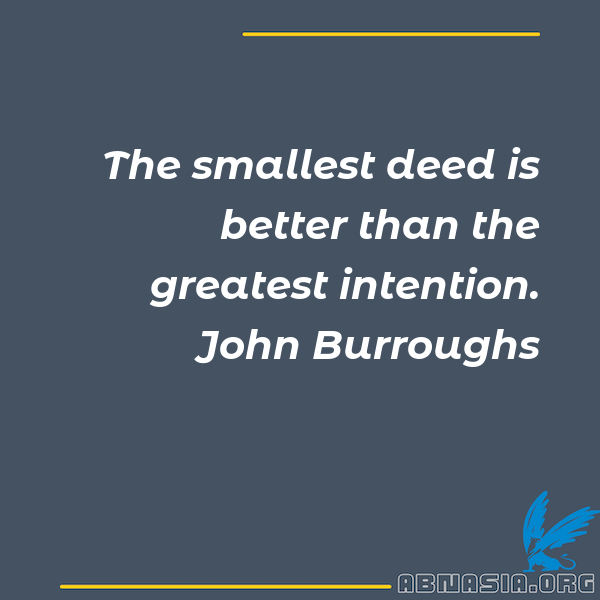 The smallest deed is
better than the
greatest intention.
John Burroughs
ABNASIA.ORG